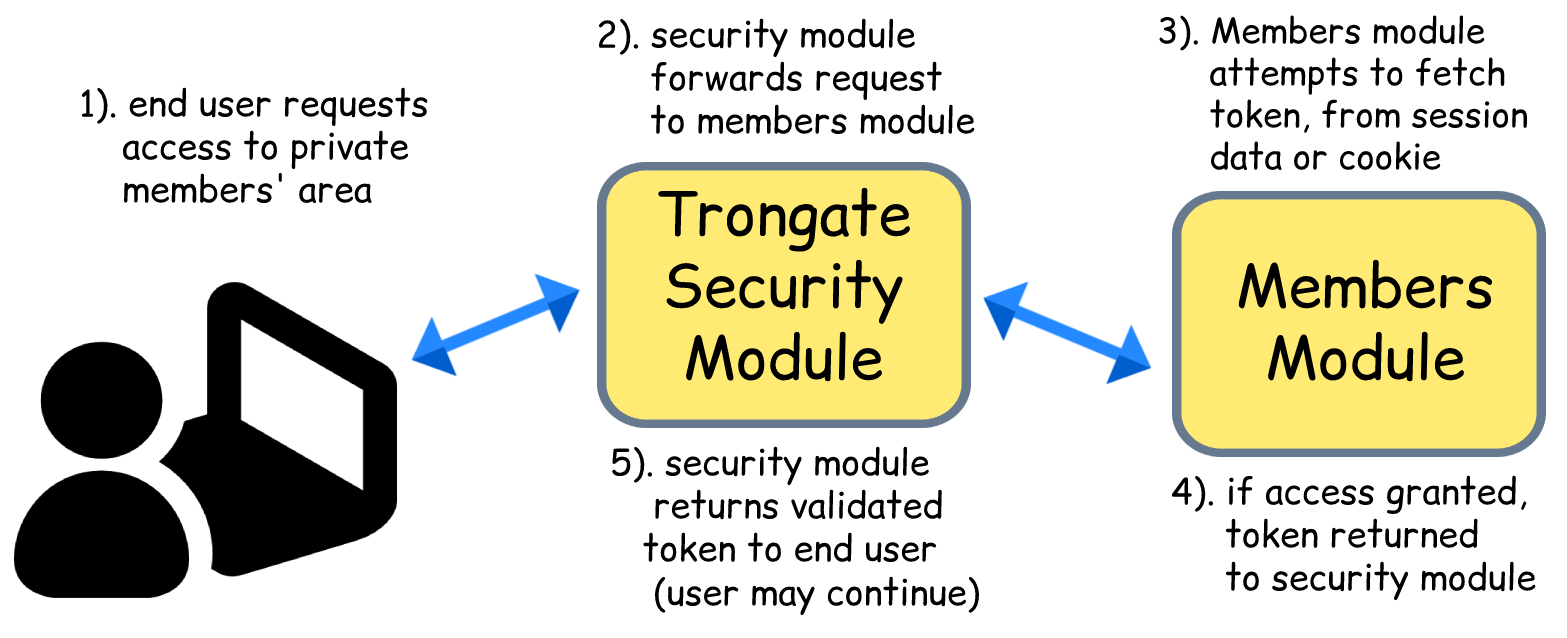 1). end user requests
access to private
members' area
2). security module
forwards request
to members module
3). Members module
attempts to fetch
token, from session
data or cookie
Trongate
Security
Module
Members
Module
4). if access granted,
token returned
to security module
5). security module
returns validated
token to end user
(user may continue)